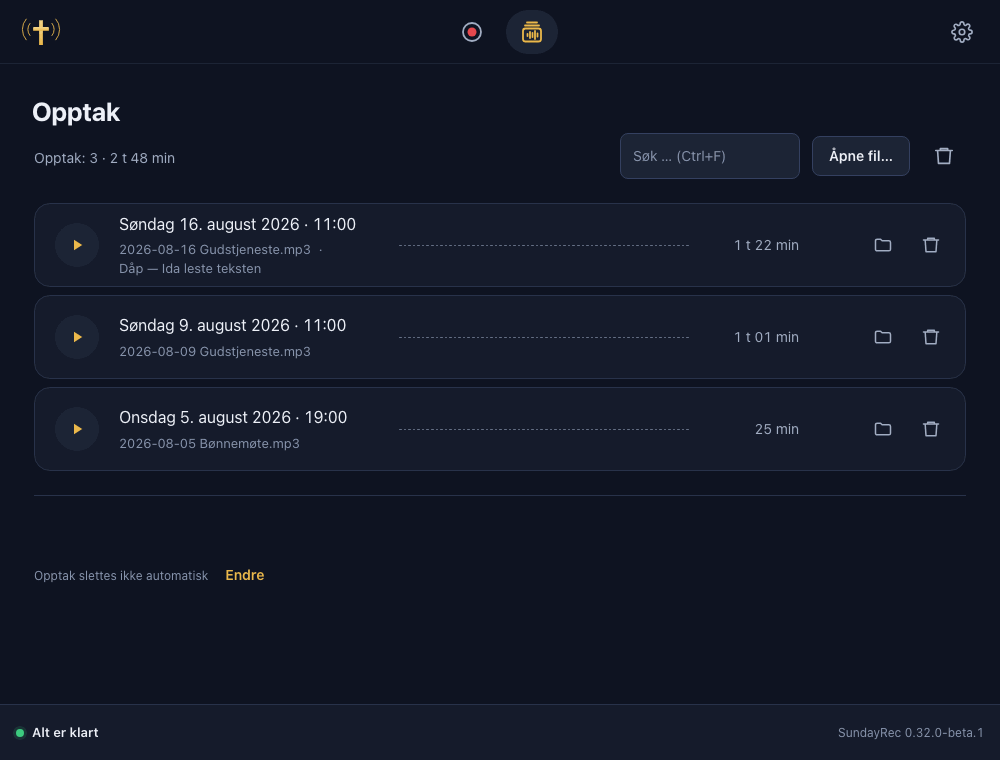 Opptak
Opptak: 3 · 2 t 48 min
Søk ... (Ctrl+F)
Åpne fil...
Søndag 16. august 2026 · 11:00
2026-08-16 Gudstjeneste.mp3 ·
Dåp — Ida leste teksten
1 t 22 min
Søndag 9. august 2026 · 11:00
2026-08-09 Gudstjeneste.mp3
1 t 01 min
Onsdag 5. august 2026 · 19:00
2026-08-05 Bønnemøte.mp3
25 min
Opptak slettes ikke automatisk Endre
Alt er klart
SundayRec 0.32.0-beta.1